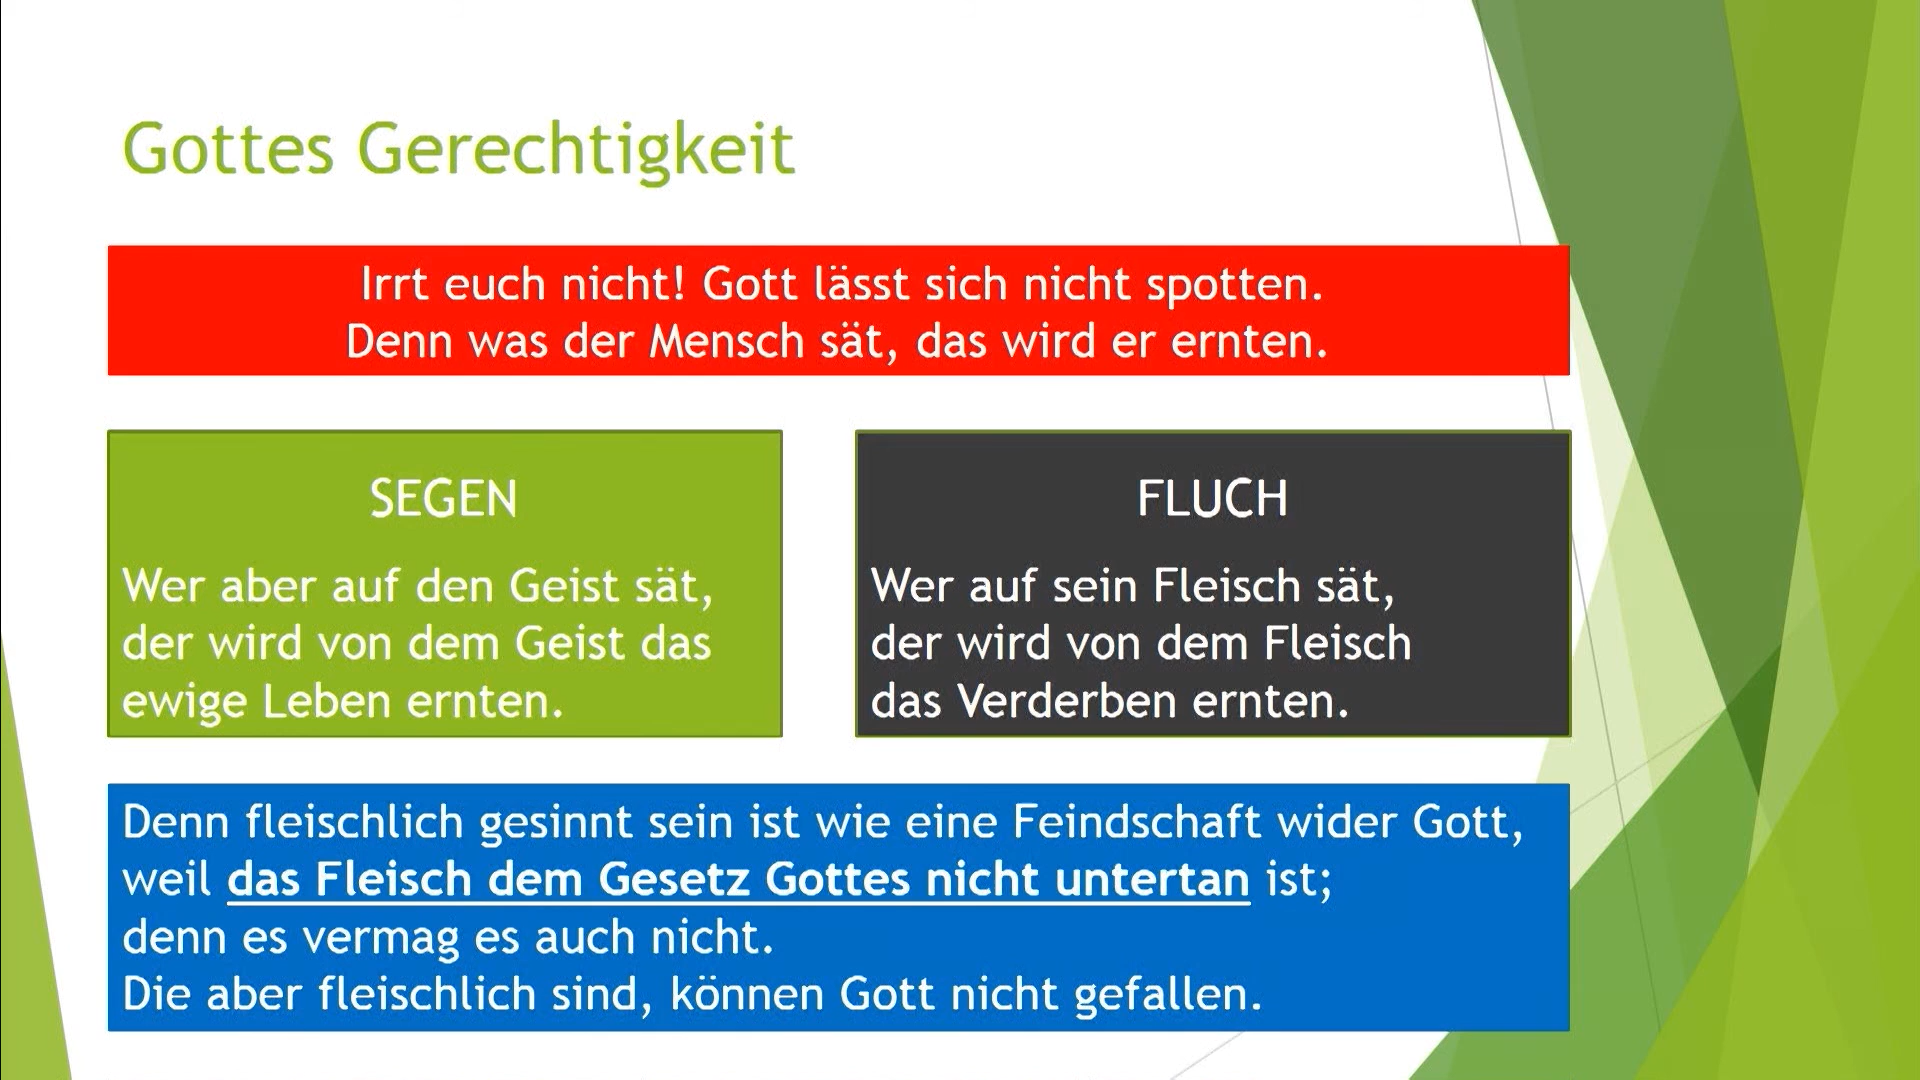 Gottes Gerechtigkeit
Irrt euch nicht! Gott lässt sich nicht spotten.
Denn was der Mensch sät, das wird er ernten.
SEGEN
Wer aber auf den Geist sät,
der wird von dem Geist das
ewige Leben ernten.
FLUCH
Wer auf sein Fleisch sät,
der wird von dem Fleisch
das Verderben ernten.
Denn fleischlich gesinnt sein ist wie eine Feindschaft wider Gott,
weil das Fleisch dem Gesetz Gottes nicht untertan ist;
denn es vermag es auch nicht.
Die aber fleischlich sind, können Gott nicht gefallen.